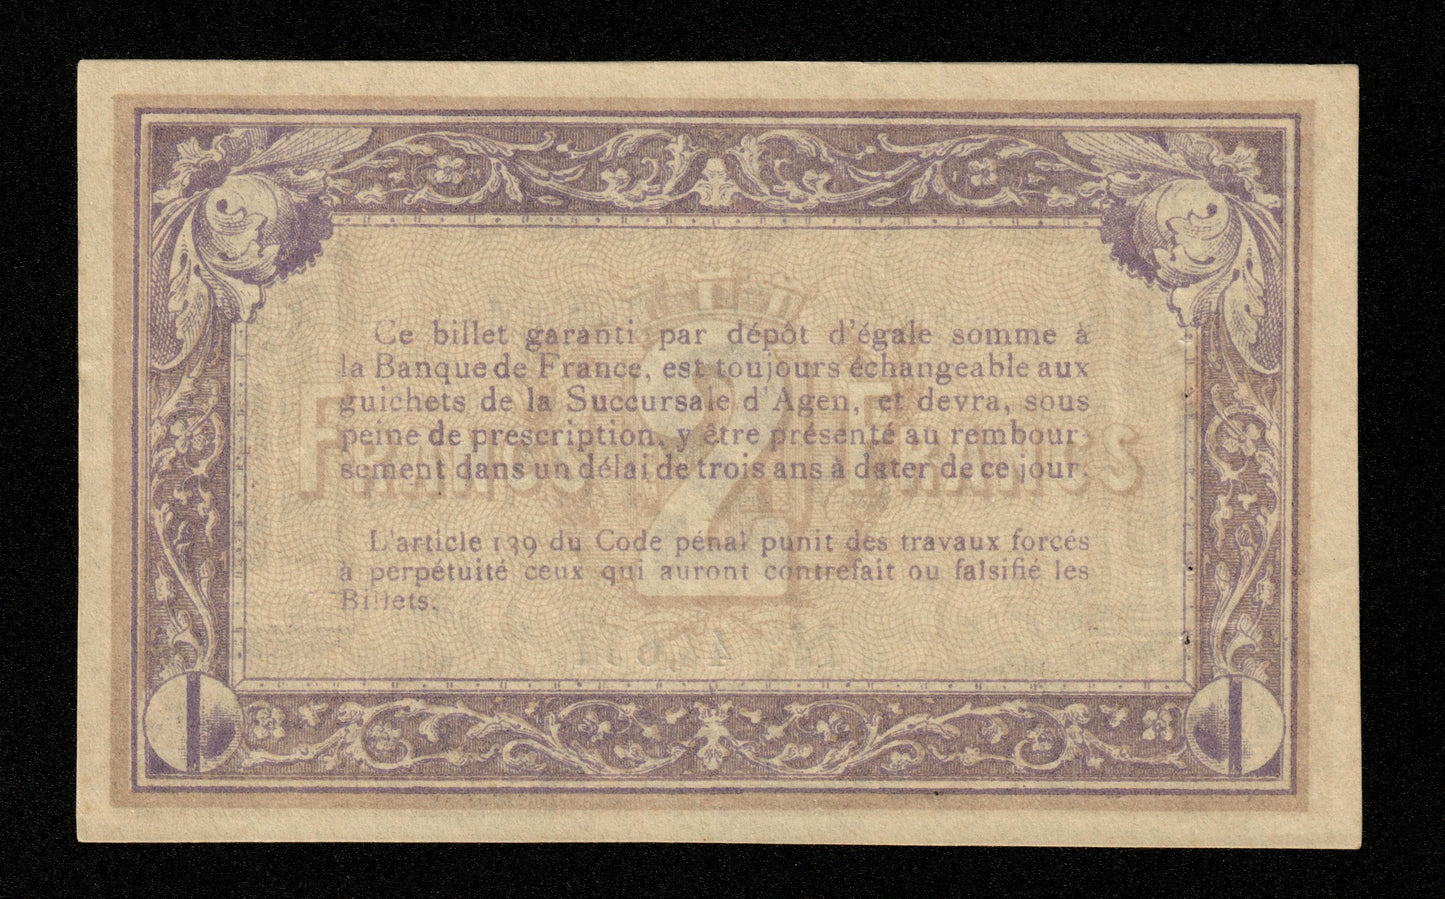 Ce billet garanti par dépôt d'égale somme à
la Banque de France, est toujours échangeable aux
guichets de la Succursale d'Agen, et devra, sous
peine de prescription, y être présenté au rembour
sement dans un délai de trois ans à dater de ce jour.
FRANCS 2 FRANCS
L'article 139 du Code pénal punit des travaux forcés
à perpétuité ceux qui auront contrefait ou falsifié les
Billets.